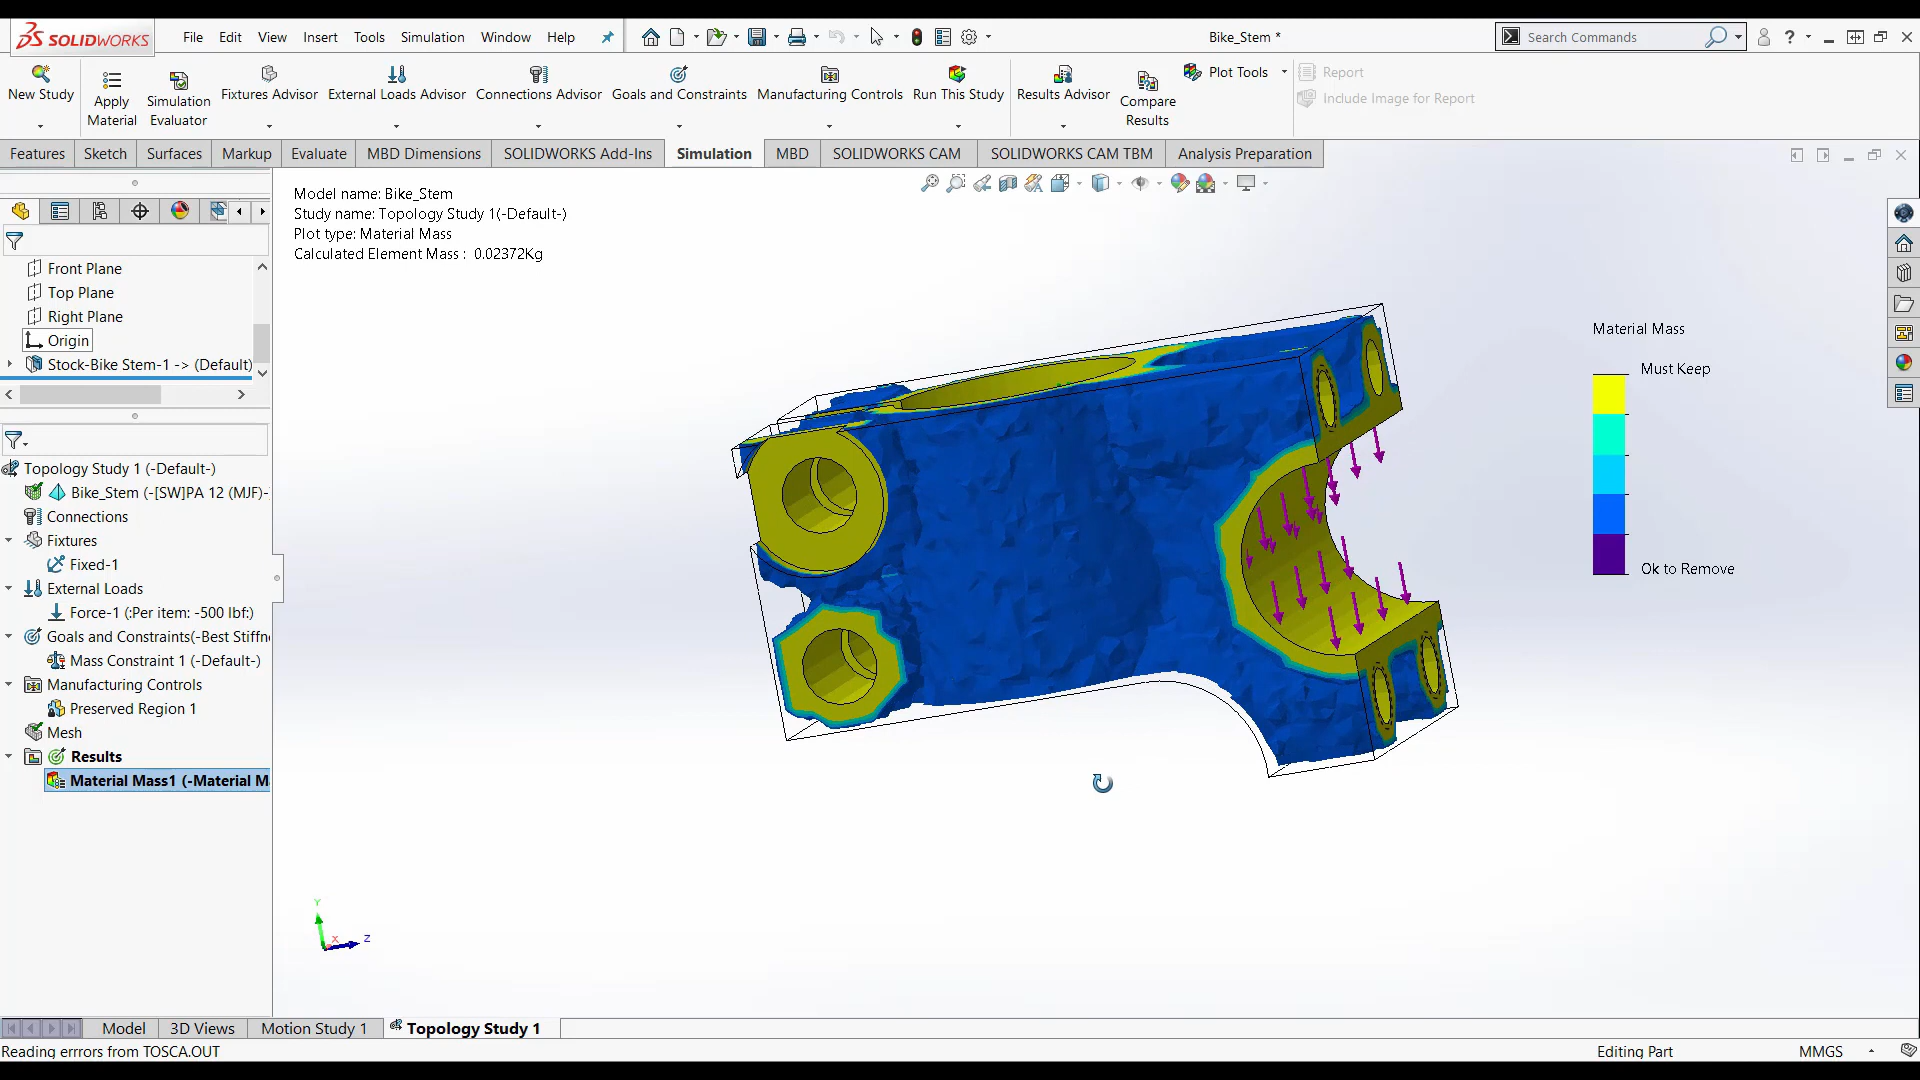 SOLIDWORKS
File Edit View Insert Tools Simulation Window Help
Bike_Stem *
Search Commands
New Study
Apply Material
Simulation Evaluator
Fixtures Advisor
External Loads Advisor
Connections Advisor
Goals and Constraints
Manufacturing Controls
Run This Study
Results Advisor
Compare Results
Plot Tools
Report
Include Image for Report
Features Sketch Surfaces Markup Evaluate MBD Dimensions SOLIDWORKS Add-Ins Simulation MBD SOLIDWORKS CAM SOLIDWORKS CAM TBM Analysis Preparation
Front Plane
Top Plane
Right Plane
Origin
Stock-Bike Stem-1 -> (Default)
Topology Study 1 (-Default-)
Bike_Stem (-[SW]PA 12 (MJF)-
Connections
Fixtures
Fixed-1
External Loads
Force-1 (:Per item: -500 lbf:)
Goals and Constraints(-Best Stiffne
Mass Constraint 1 (-Default-)
Manufacturing Controls
Preserved Region 1
Mesh
Results
Material Mass1 (-Material M
Model name: Bike_Stem
Study name: Topology Study 1(-Default-)
Plot type: Material Mass
Calculated Element Mass : 0.02372Kg
Material Mass
Must Keep
Ok to Remove
Y
X
Z
Model 3D Views Motion Study 1 Topology Study 1
Reading errrors from TOSCA.OUT
Editing Part
MMGS